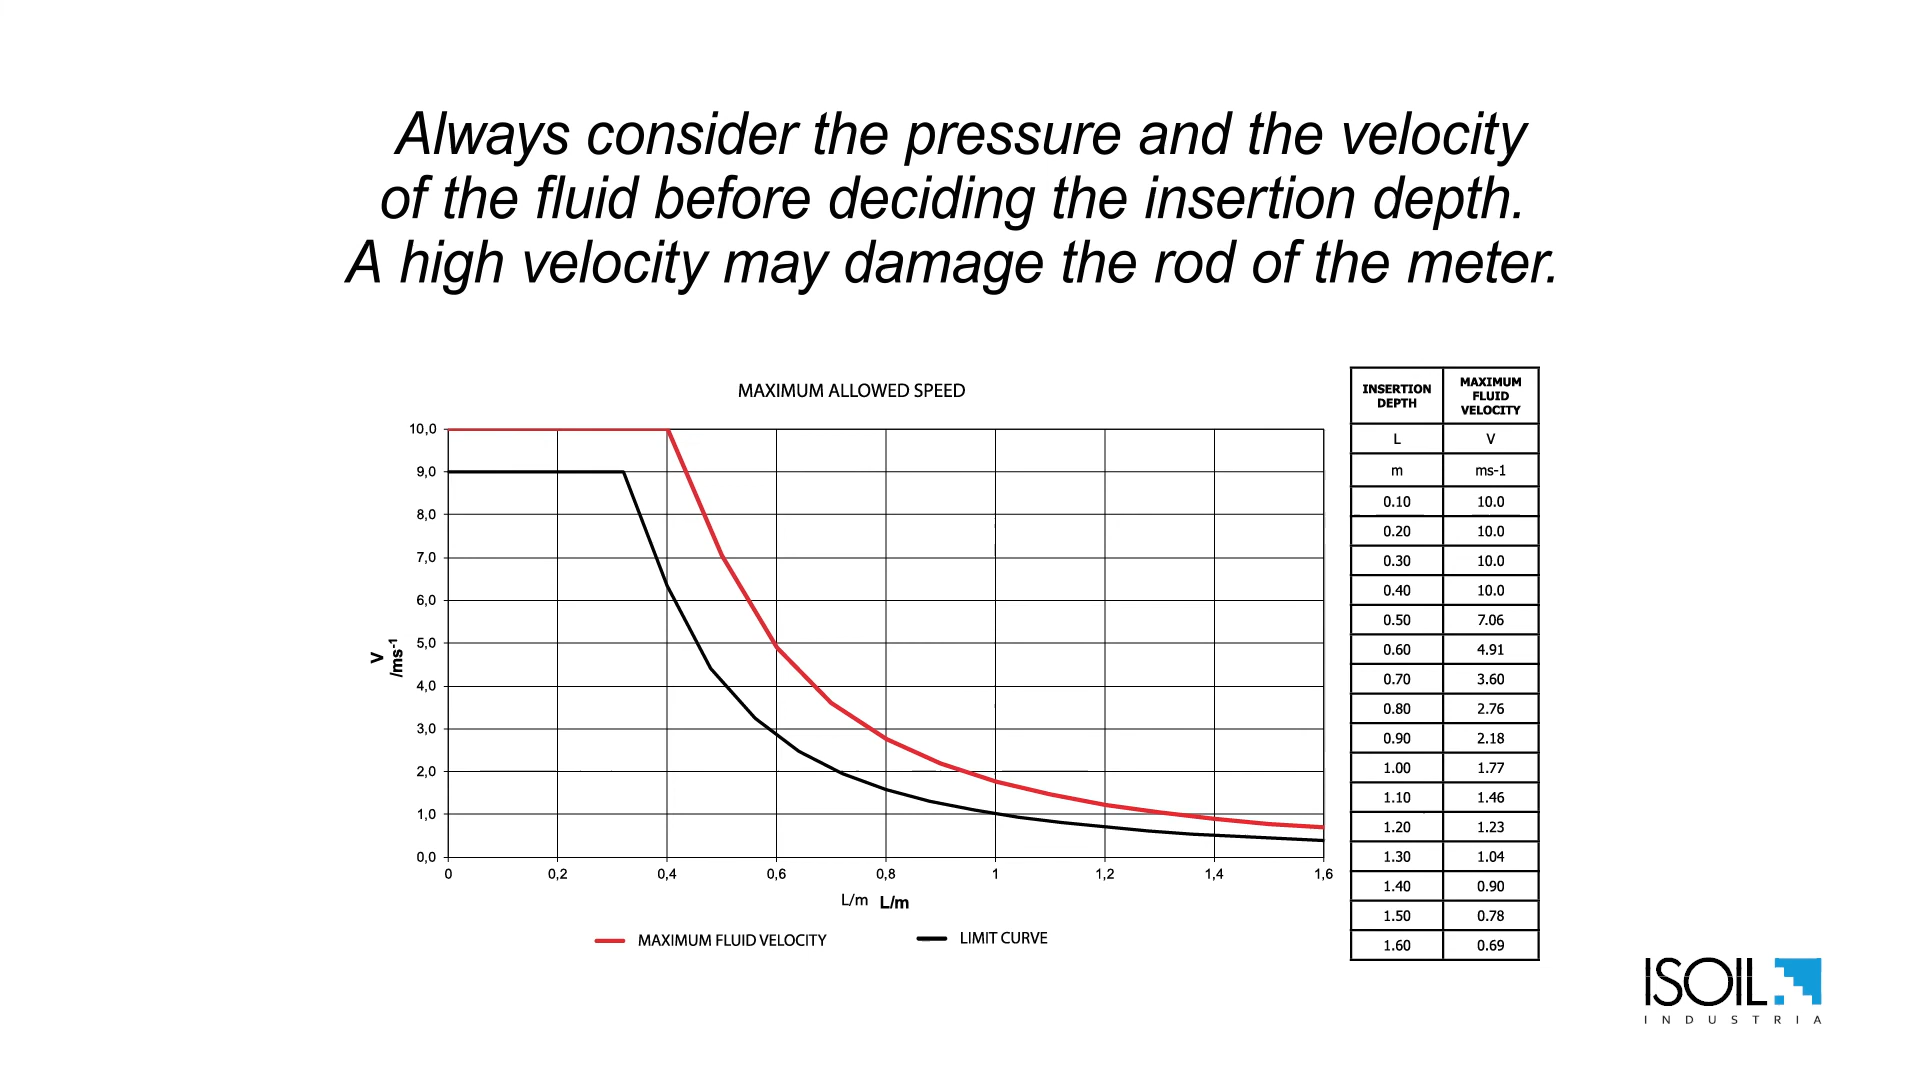 Always consider the pressure and the velocity
of the fluid before deciding the insertion depth.
A high velocity may damage the rod of the meter.
MAXIMUM ALLOWED SPEED
10,0
9,0
8,0
7,0
6,0
5,0
4,0
3,0
2,0
1,0
0,0
V
/ms-1
0 0,2 0,4 0,6 0,8 1 1,2 1,4 1,6
L/m L/m
MAXIMUM FLUID VELOCITY LIMIT CURVE
INSERTION DEPTH MAXIMUM FLUID VELOCITY
L V
m ms-1
0.10 10.0
0.20 10.0
0.30 10.0
0.40 10.0
0.50 7.06
0.60 4.91
0.70 3.60
0.80 2.76
0.90 2.18
1.00 1.77
1.10 1.46
1.20 1.23
1.30 1.04
1.40 0.90
1.50 0.78
1.60 0.69
ISOIL
INDUSTRIA